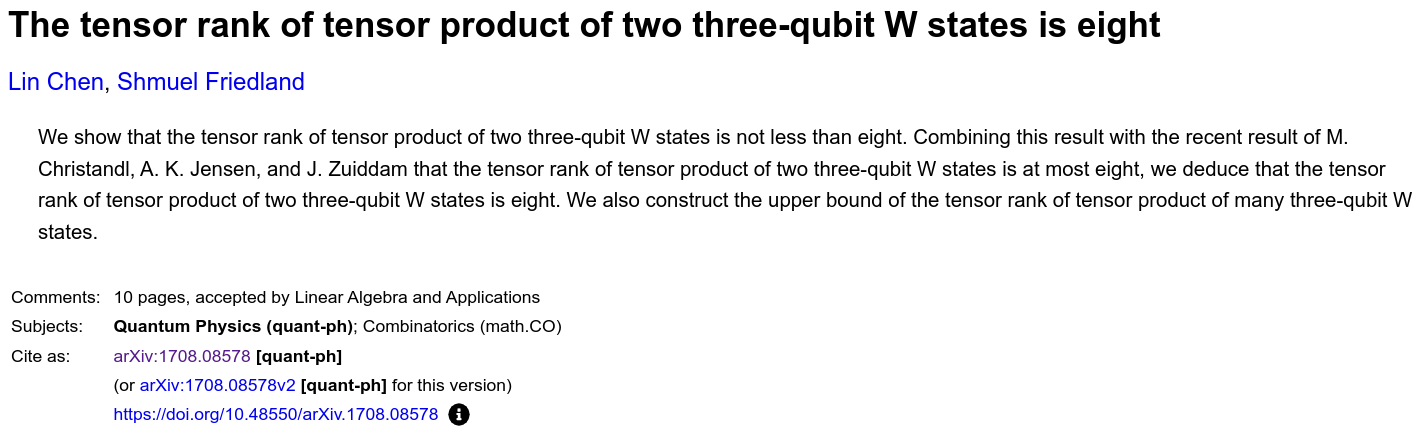 The tensor rank of tensor product of two three-qubit W states is eight
Lin Chen, Shmuel Friedland
We show that the tensor rank of tensor product of two three-qubit W states is not less than eight. Combining this result with the recent result of M.
Christandl, A. K. Jensen, and J. Zuiddam that the tensor rank of tensor product of two three-qubit W states is at most eight, we deduce that the tensor
rank of tensor product of two three-qubit W states is eight. We also construct the upper bound of the tensor rank of tensor product of many three-qubit W
states.
Comments: 10 pages, accepted by Linear Algebra and Applications
Subjects: Quantum Physics (quant-ph); Combinatorics (math.CO)
Cite as: arXiv:1708.08578 [quant-ph]
(or arXiv:1708.08578v2 [quant-ph] for this version)
https://doi.org/10.48550/arXiv.1708.08578